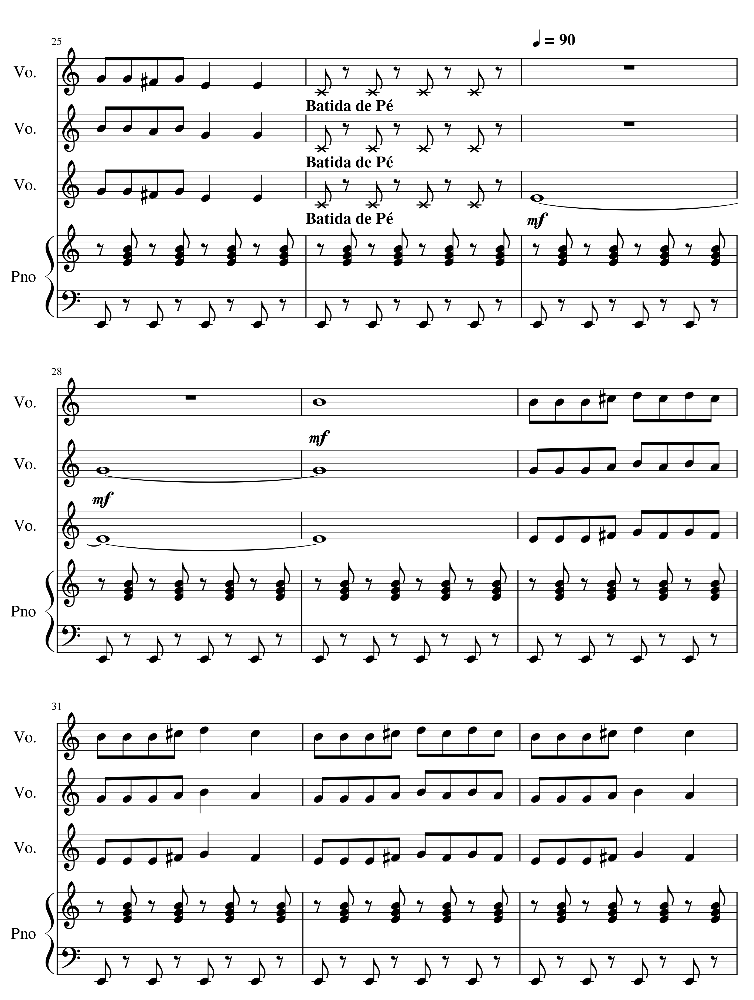 25
♩ = 90
Vo.
Batida de Pé
Vo.
Batida de Pé
Vo.
Batida de Pé
mf
Pno
28
Vo.
mf
Vo.
mf
Vo.
Pno
31
Vo.
Vo.
Vo.
Pno